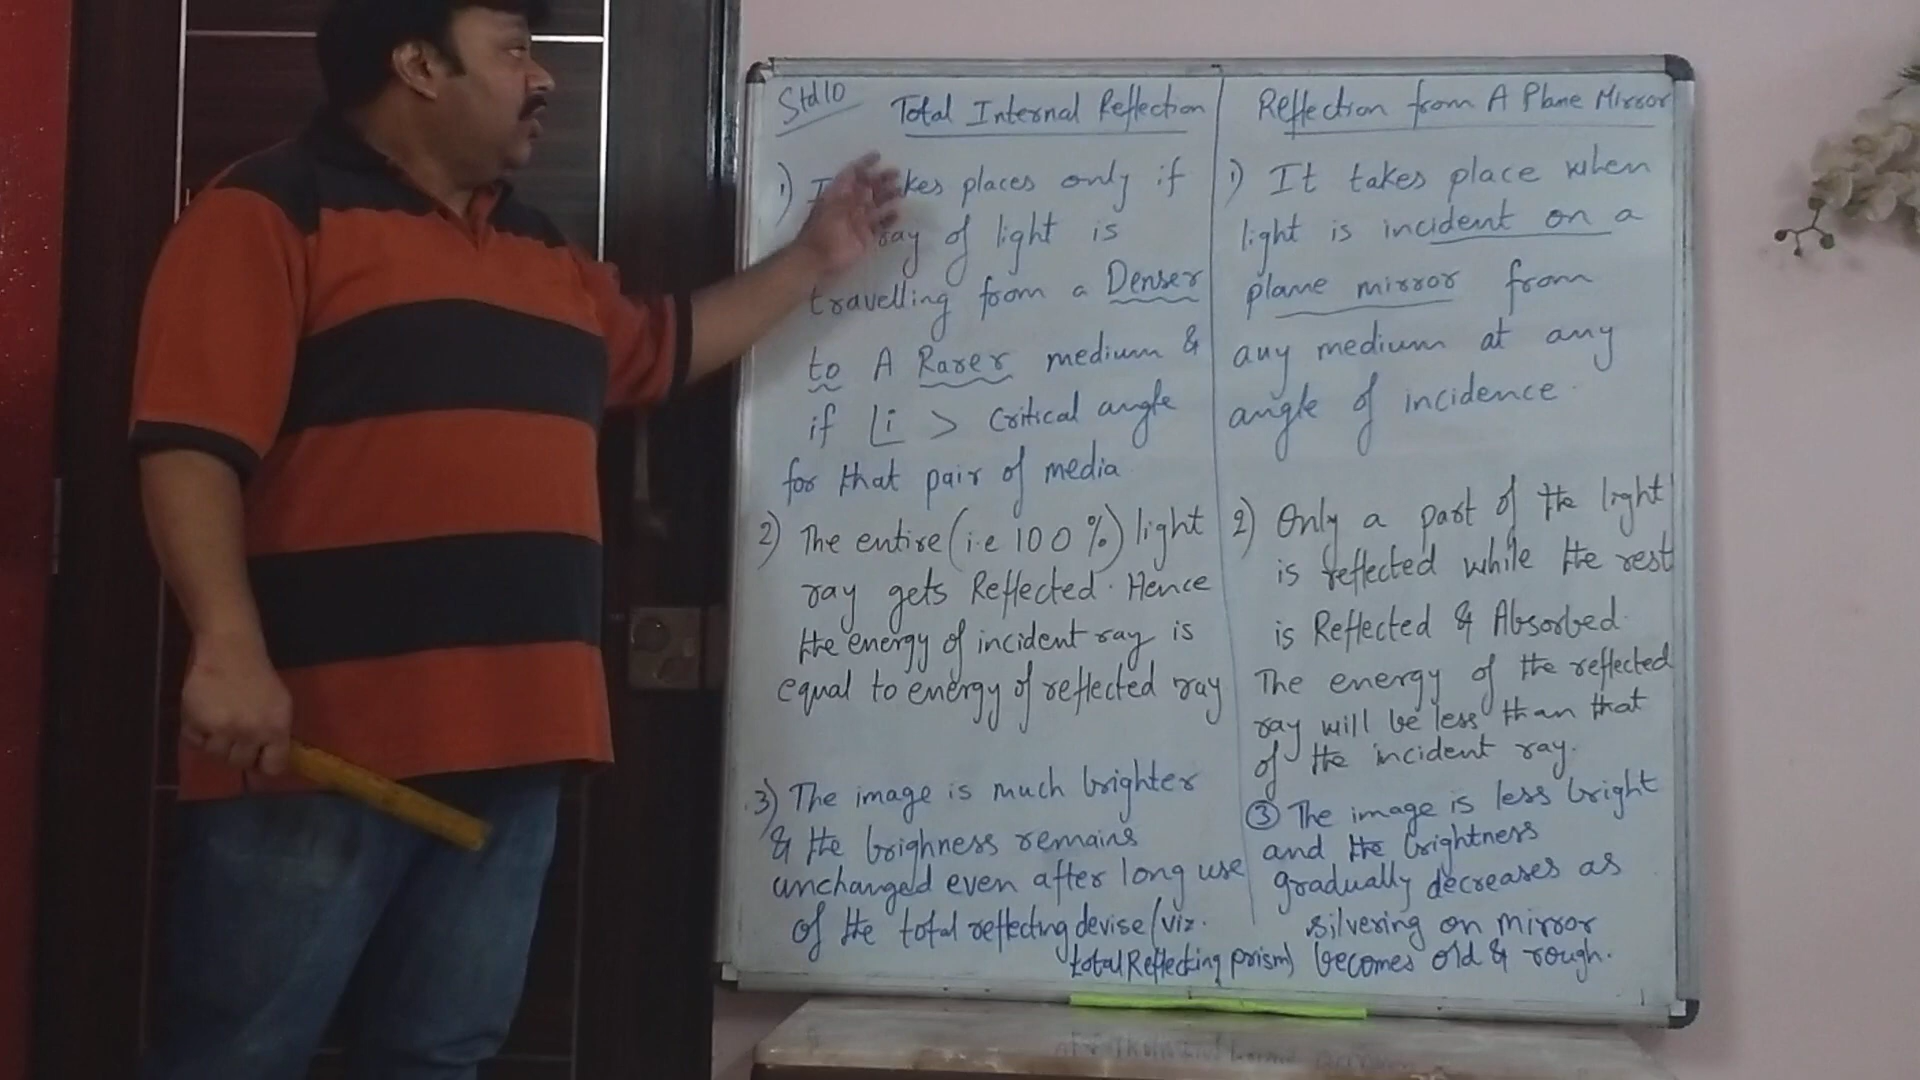 Std 10
Total Internal Reflection
1) takes places only if
ray of light is
travelling from a Denser
to A Rarer medium &
if ∠i > critical angle
for that pair of media
2) The entire (i.e 100%) light
ray gets Reflected. Hence
the energy of incident ray is
equal to energy of reflected ray
3) The image is much brighter
& the brighness remains
unchanged even after long use
of the total reflecting devise (viz.
total Reflecting prism)
Reflection from A Plane Mirror
1) It takes place when
light is incident on a
plane mirror from
any medium at any
angle of incidence.
2) Only a part of the light
is reflected while the rest
is Reflected & Absorbed.
The energy of the reflected
ray will be less than that
of the incident ray.
③ The image is less bright
and the brightness
gradually decreases as
silvering on mirror
becomes old & rough.